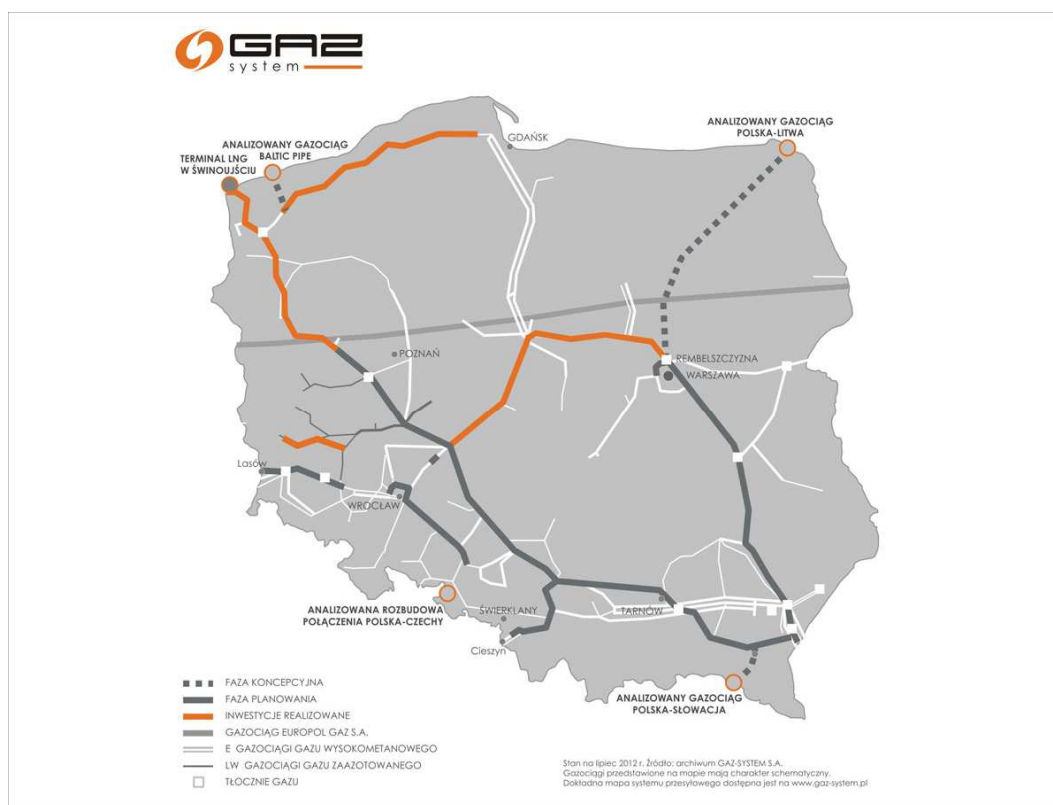 GAZ
system
ANALIZOWANY GAZOCIĄG
BALTIC PIPE
TERMINAL LNG
W ŚWINOUJŚCIU
GDAŃSK
ANALIZOWANY GAZOCIĄG
POLSKA-LITWA
POZNAŃ
REMBELSZCZYZNA
WARSZAWA
Lasów
WROCŁAW
ANALIZOWANA ROZBUDOWA
POŁĄCZENIA POLSKA-CZECHY
ŚWIERKLANY
Cieszyn
TARNÓW
ANALIZOWANY GAZOCIĄG
POLSKA-SŁOWACJA
FAZA KONCEPCYJNA
FAZA PLANOWANIA
INWESTYCJE REALIZOWANE
GAZOCIĄG EUROPOL GAZ S.A.
E GAZOCIĄGI GAZU WYSOKOMETANOWEGO
LW GAZOCIĄGI GAZU ZAAZOTOWANEGO
TŁOCZNIE GAZU
Stan na lipiec 2012 r. Źródło: archiwum GAZ-SYSTEM S.A.
Gazociągi przedstawione na mapie mają charakter schematyczny.
Dokładna mapa systemu przesyłowego dostępna jest na www.gaz-system.pl